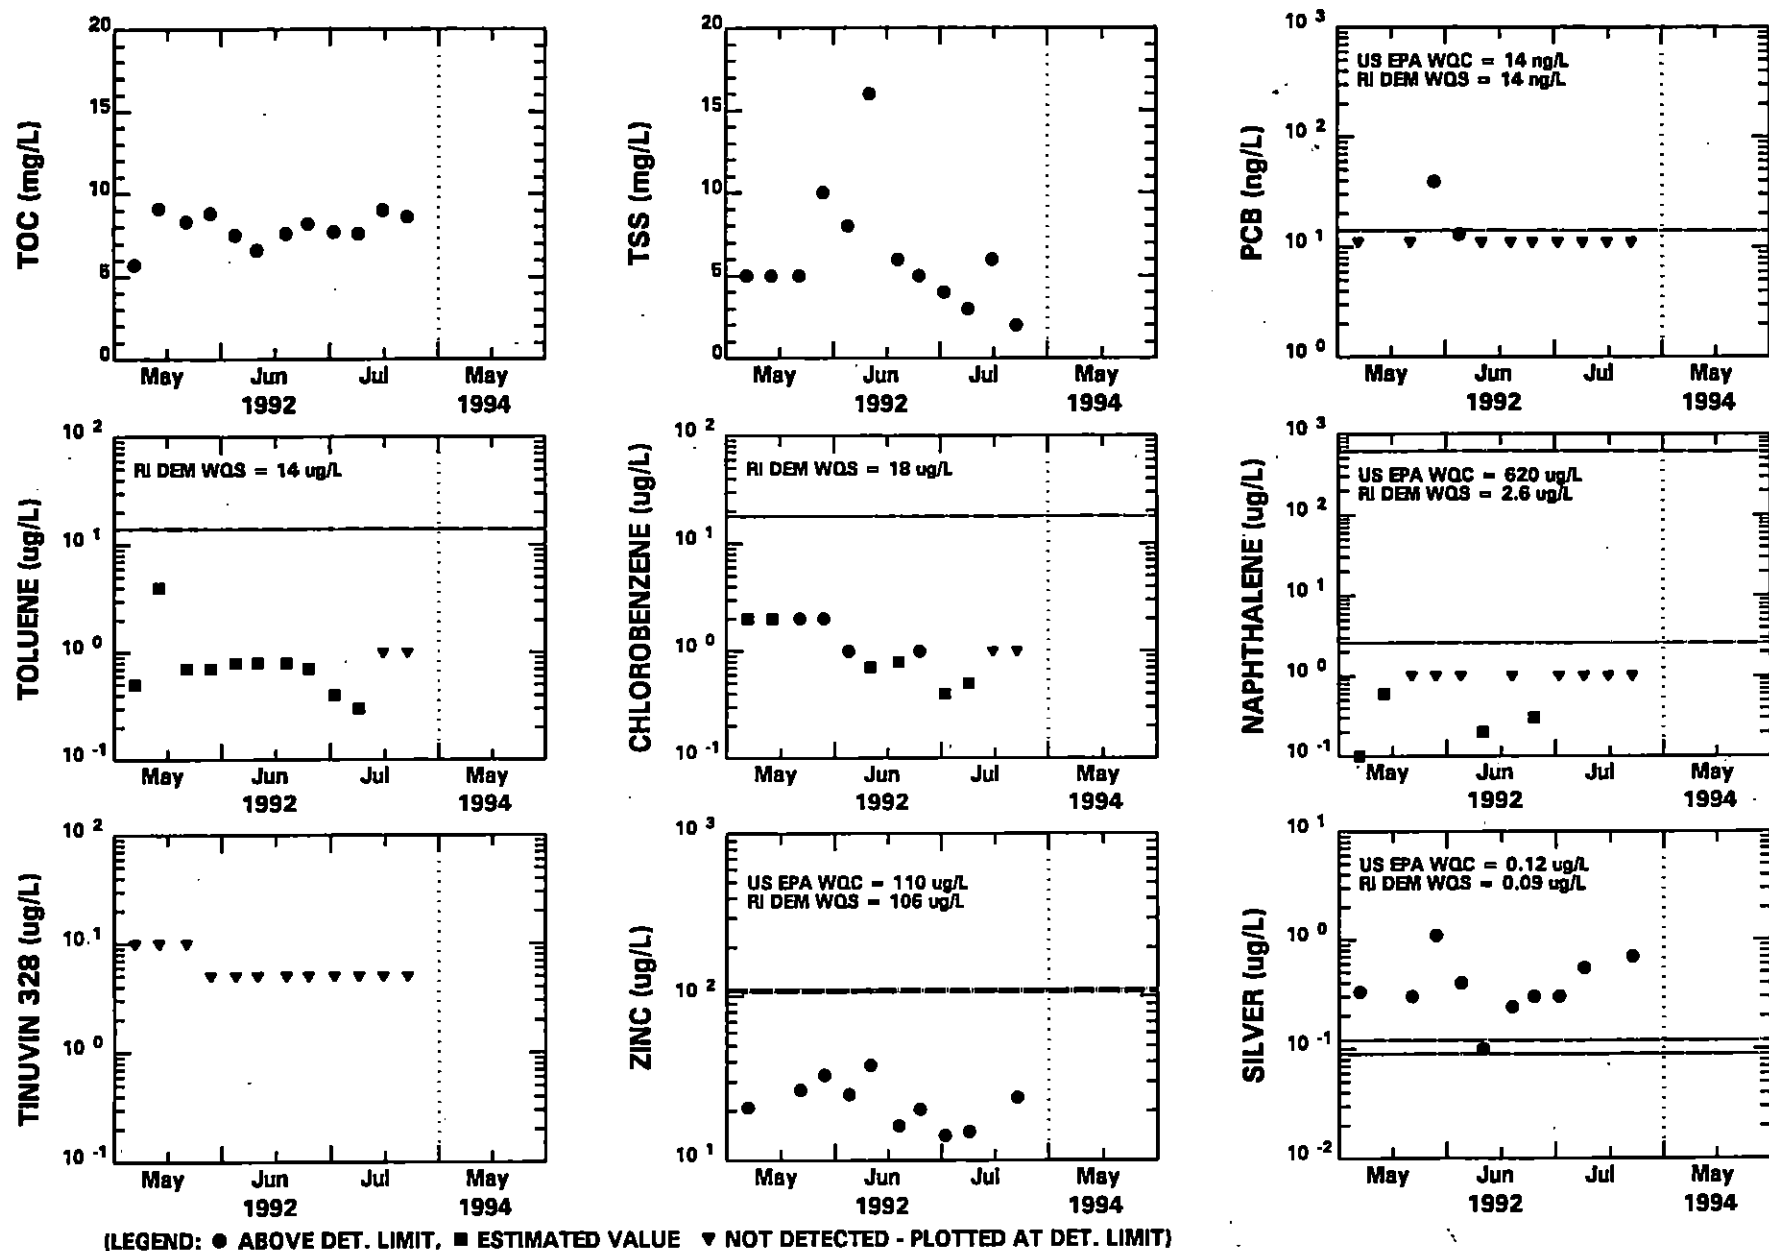 TOC (mg/L)
20
15
10
5
0
May Jun Jul May
1992 1994
TSS (mg/L)
20
15
10
5
0
May Jun Jul May
1992 1994
PCB (ng/L)
10 3
US EPA WQC = 14 ng/L
RI DEM WQS = 14 ng/L
10 2
10 1
10 0
May Jun Jul May
1992 1994
TOLUENE (ug/L)
10 2
RI DEM WQS = 14 ug/L
10 1
10 0
10 -1
May Jun Jul May
1992 1994
CHLOROBENZENE (ug/L)
10 2
RI DEM WQS = 18 ug/L
10 1
10 0
10 -1
May Jun Jul May
1992 1994
NAPHTHALENE (ug/L)
10 3
US EPA WQC = 620 ug/L
RI DEM WQS = 2.6 ug/L
10 2
10 1
10 0
10 -1
May Jun Jul May
1992 1994
TINUVIN 328 (ug/L)
10 2
10 1
10 0
10 -1
May Jun Jul May
1992 1994
ZINC (ug/L)
10 3
US EPA WQC = 110 ug/L
RI DEM WQS = 106 ug/L
10 2
10 1
May Jun Jul May
1992 1994
SILVER (ug/L)
10 1
US EPA WQC = 0.12 ug/L
RI DEM WQS = 0.09 ug/L
10 0
10 -1
10 -2
May Jun Jul May
1992 1994
(LEGEND: ● ABOVE DET. LIMIT, ■ ESTIMATED VALUE ▼ NOT DETECTED - PLOTTED AT DET. LIMIT)